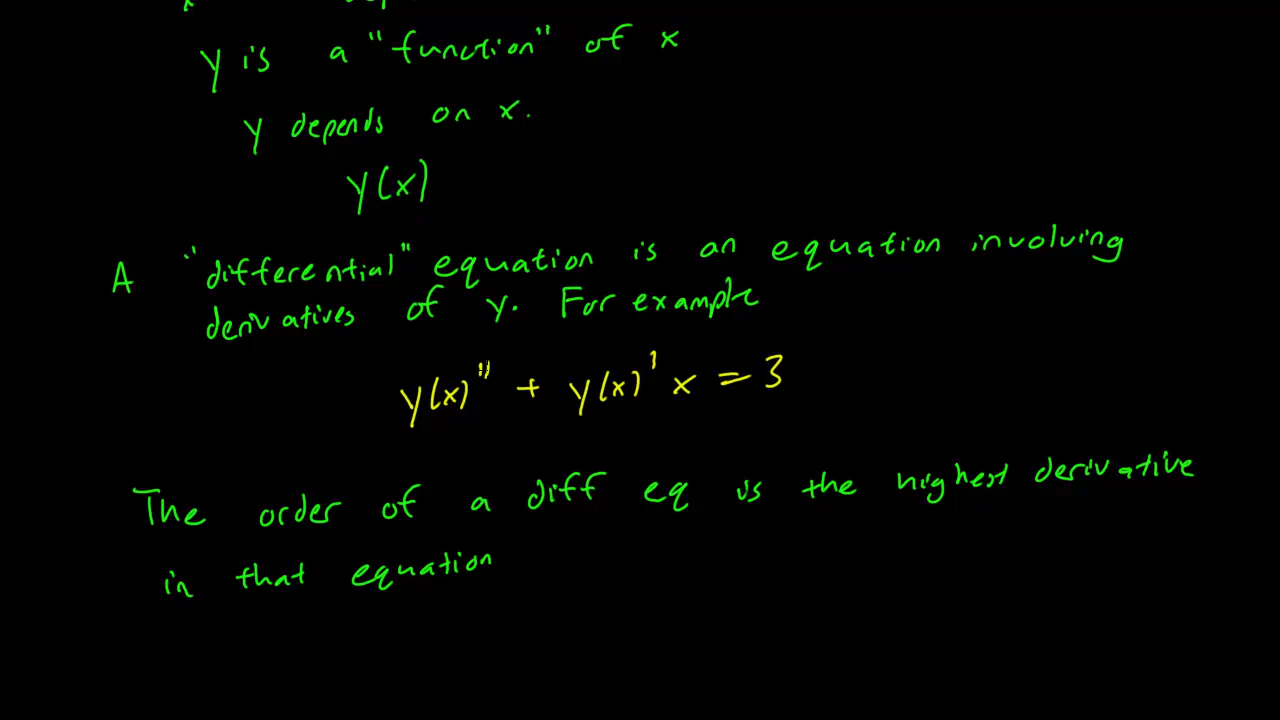 y is a "function" of x
y depends on x.
y(x)
A "differential" equation is an equation involving
derivatives of y. For example
y(x)'' + y(x)' x = 3
The order of a diff eq is the highest derivative
in that equation